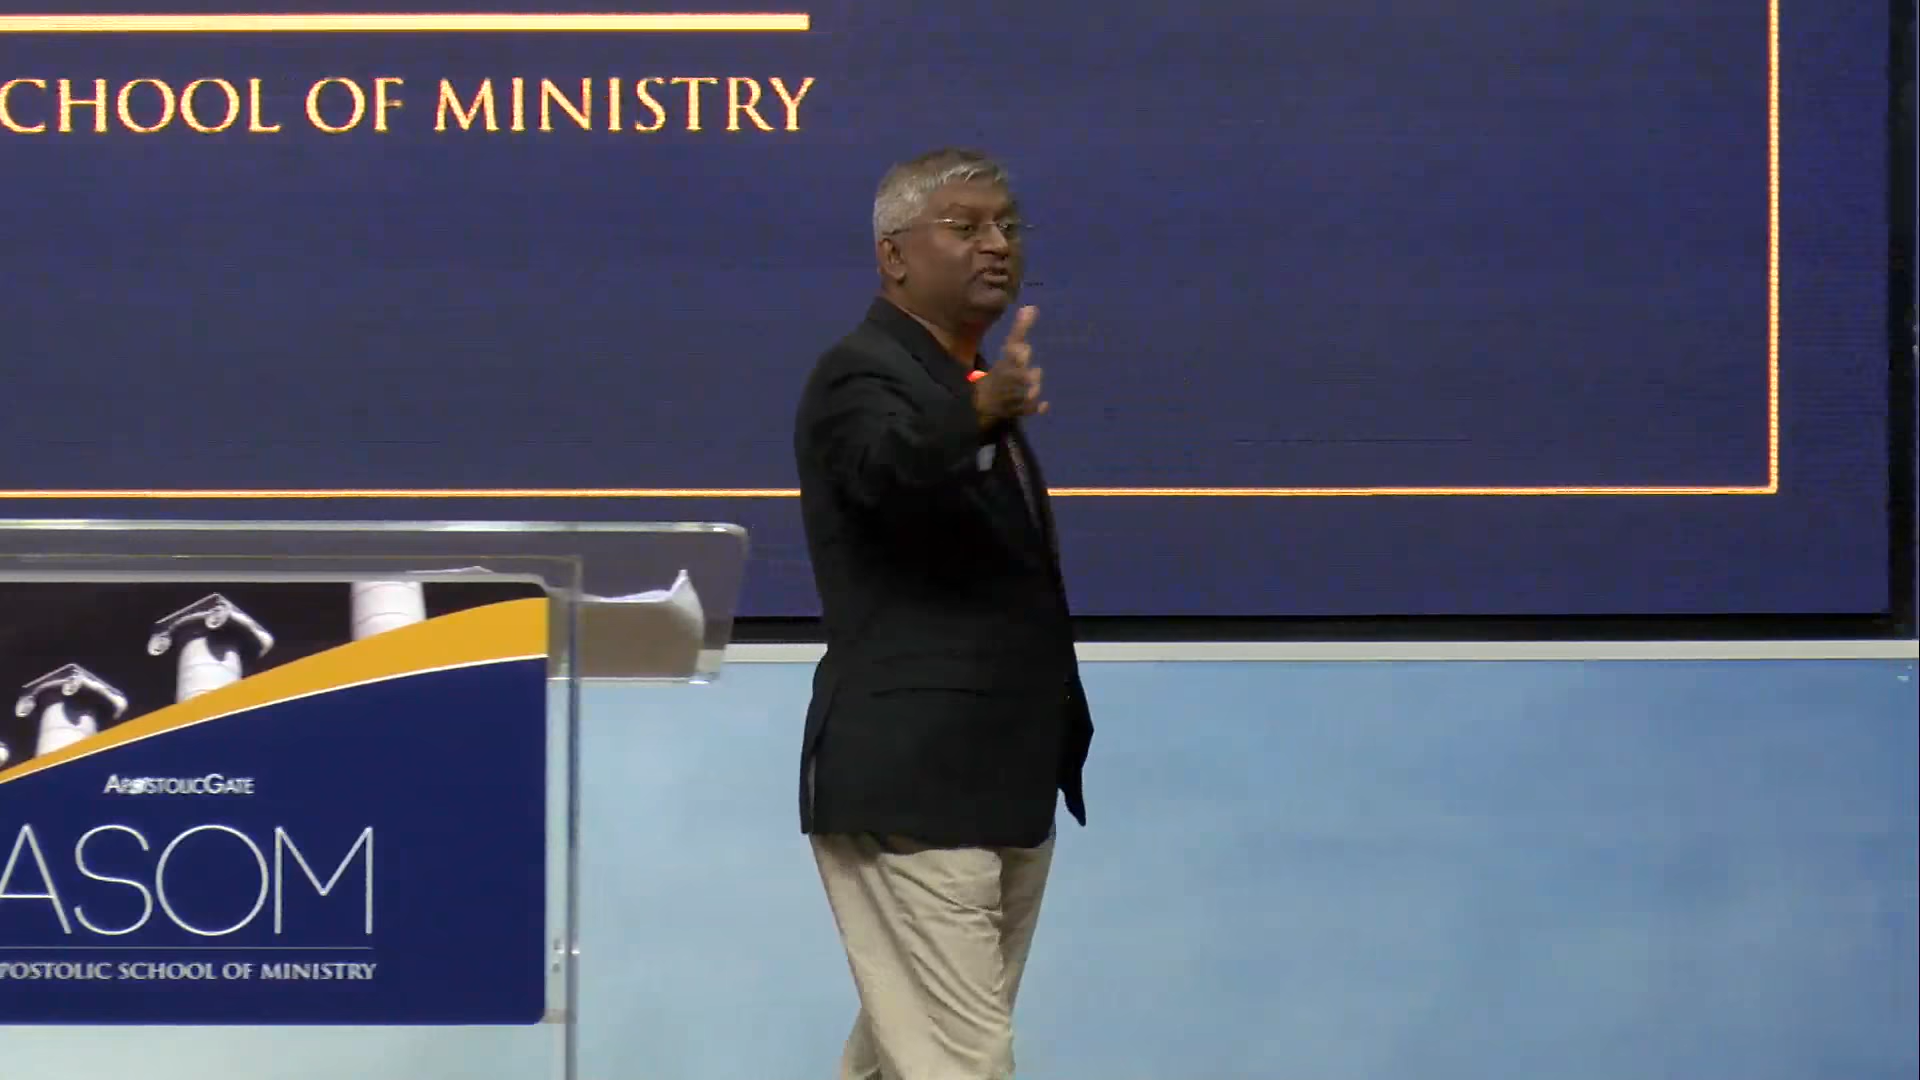 CHOOL OF MINISTRY
APOSTOLICGATE
ASOM
POSTOLIC SCHOOL OF MINISTRY